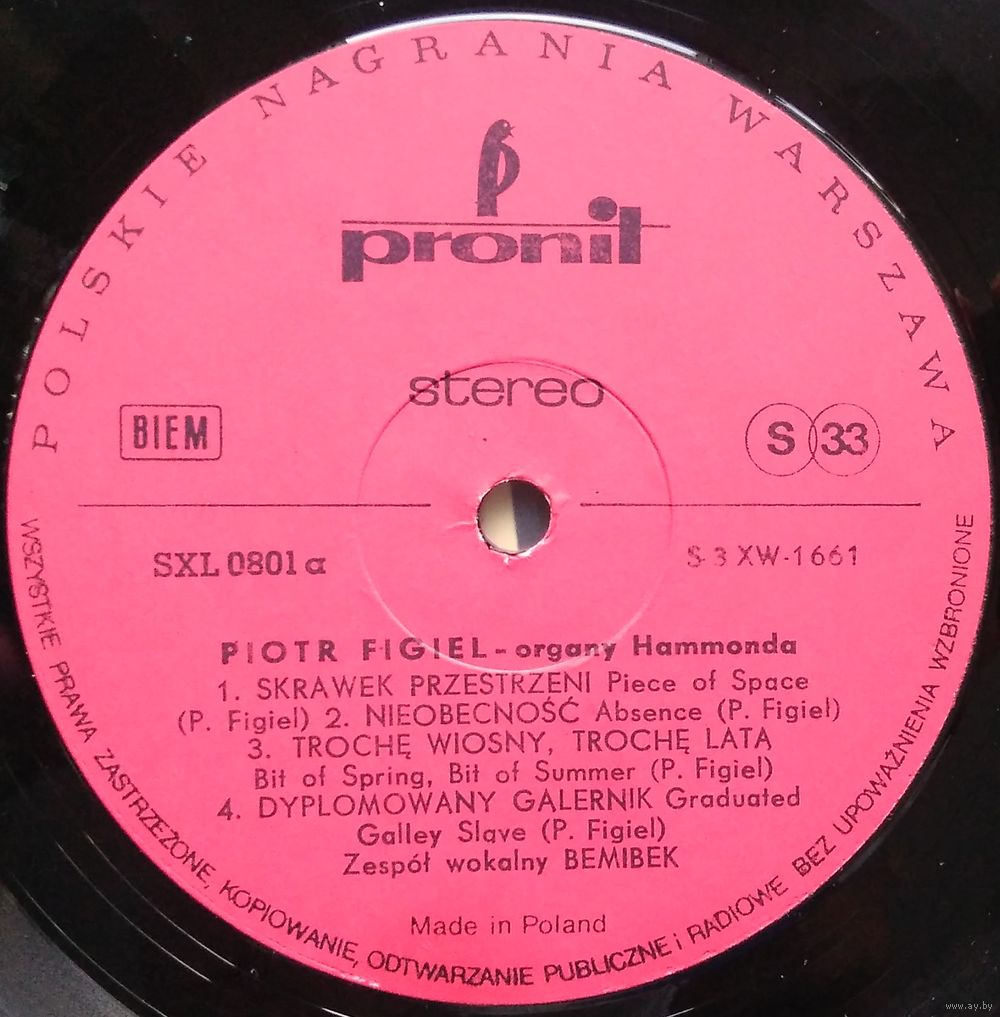 POLSKIE NAGRANIA WARSZAWA
pronit
stereo
BIEM
S 33
SXL 0801 a
S-3 XW-1661
PIOTR FIGIEL - organy Hammonda
1. SKRAWEK PRZESTRZENI Piece of Space
(P. Figiel) 2. NIEOBECNOŚĆ Absence (P. Figiel)
3. TROCHĘ WIOSNY, TROCHĘ LATA
Bit of Spring, Bit of Summer (P. Figiel)
4. DYPLOMOWANY GALERNIK Graduated
Galley Slave (P. Figiel)
Zespół wokalny BEMIBEK
Made in Poland
WSZYSTKIE PRAWA ZASTRZEŻONE, KOPIOWANIE, ODTWARZANIE PUBLICZNE i RADIOWE BEZ UPOWAŻNIENIA WZBRONIONE
www.ay.by